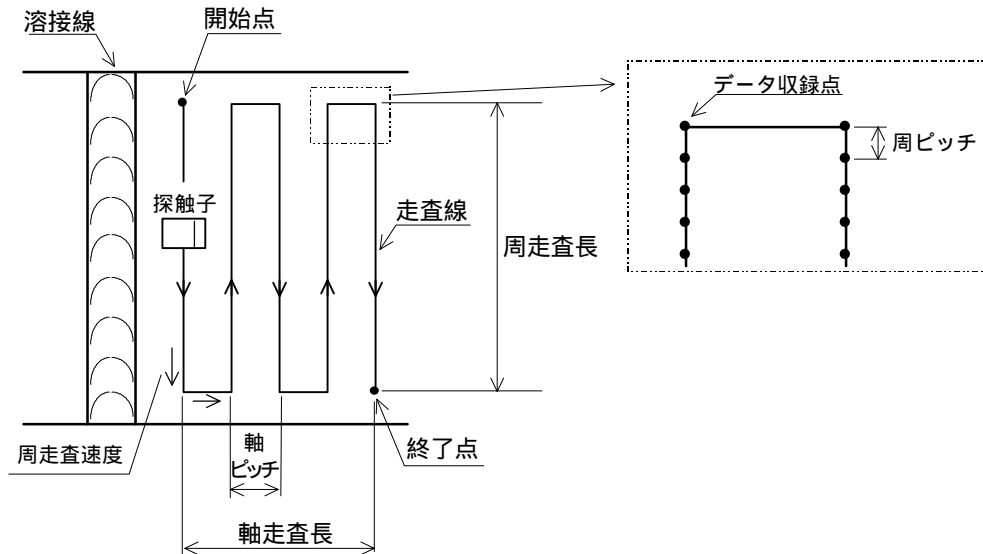 溶接線
開始点
データ収録点
周ピッチ
探触子
走査線
周走査長
周走査速度
軸
ピッチ
終了点
軸走査長